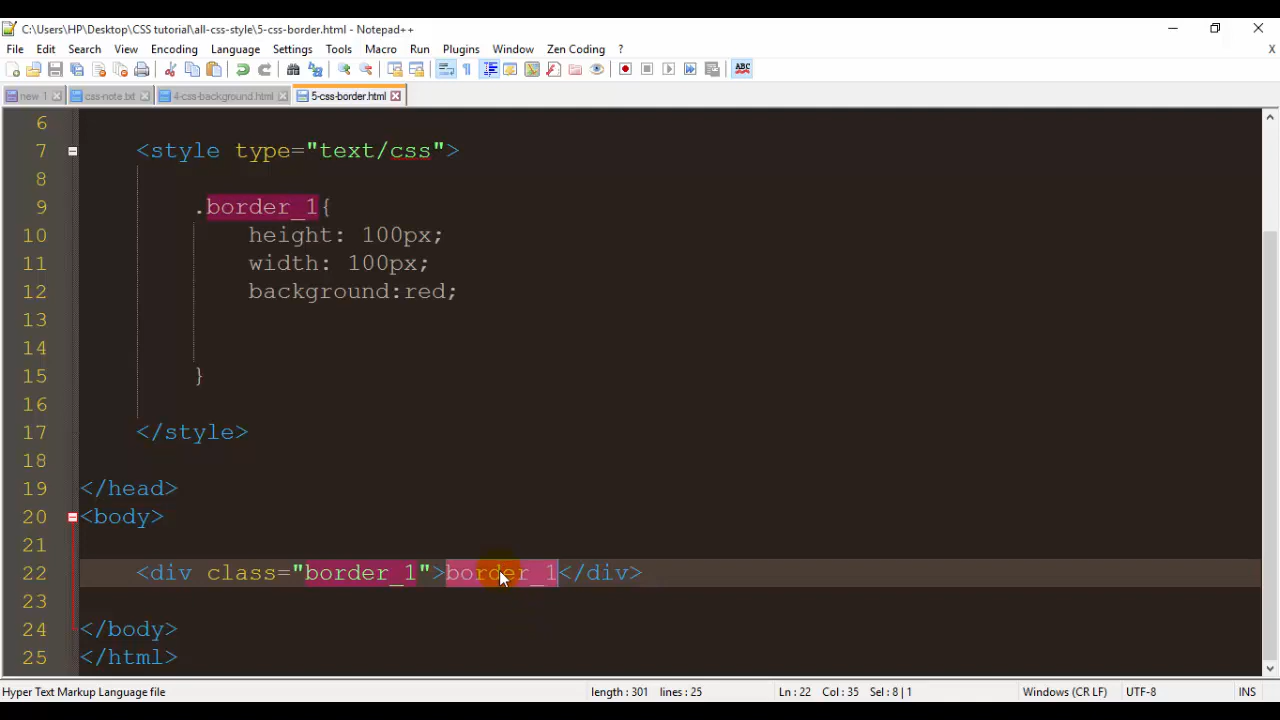 C:\Users\HP\Desktop\CSS tutorial\all-css-style\5-css-border.html - Notepad++
File Edit Search View Encoding Language Settings Tools Macro Run Plugins Window Zen Coding ? X
new 1 css-note.txt 4-css-background.html 5-css-border.html
6
7 <style type="text/css">
8
9 .border_1{
10 height: 100px;
11 width: 100px;
12 background:red;
13
14
15 }
16
17 </style>
18
19 </head>
20 <body>
21
22 <div class="border_1">border_1</div>
23
24 </body>
25 </html>
Hyper Text Markup Language file length : 301 lines : 25 Ln : 22 Col : 35 Sel : 8 | 1 Windows (CR LF) UTF-8 INS